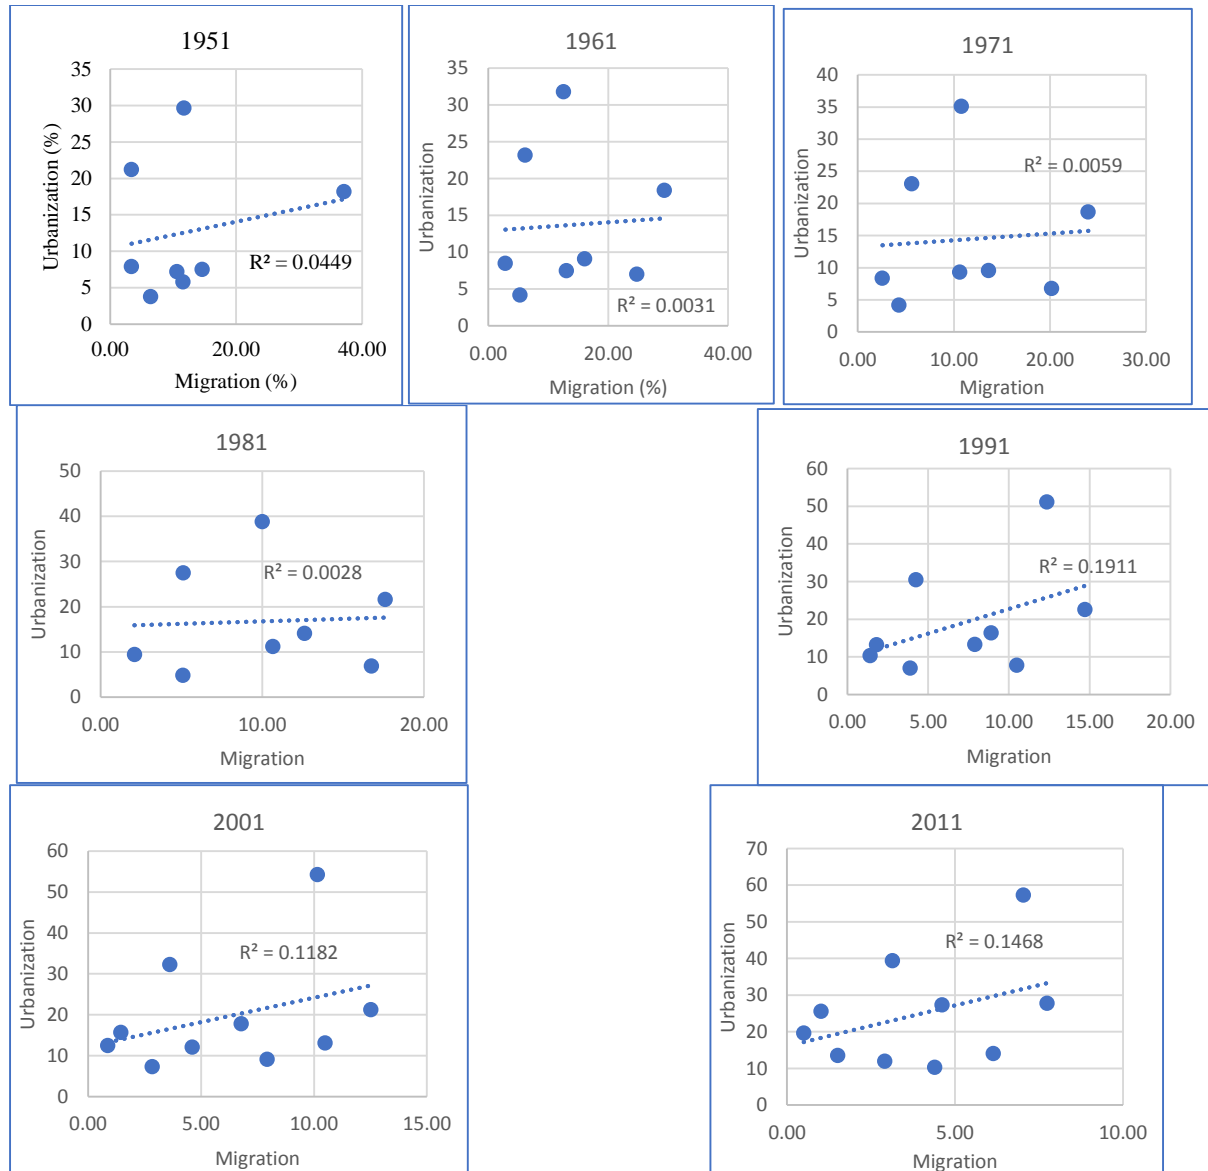 1951
35
30
25
20
15
10
5
0
0.00 20.00 40.00
Urbanization (%)
Migration (%)
R² = 0.0449
1961
35
30
25
20
15
10
5
0
0.00 20.00 40.00
Urbanization
Migration (%)
R² = 0.0031
1971
40
35
30
25
20
15
10
5
0
0.00 10.00 20.00 30.00
Urbanization
Migration
R² = 0.0059
1981
50
40
30
20
10
0
0.00 10.00 20.00
Urbanization
Migration
R² = 0.0028
1991
60
50
40
30
20
10
0
0.00 5.00 10.00 15.00 20.00
Urbanization
Migration
R² = 0.1911
2001
60
50
40
30
20
10
0
0.00 5.00 10.00 15.00
Urbanization
Migration
R² = 0.1182
2011
70
60
50
40
30
20
10
0
0.00 5.00 10.00
Urbanization
Migration
R² = 0.1468